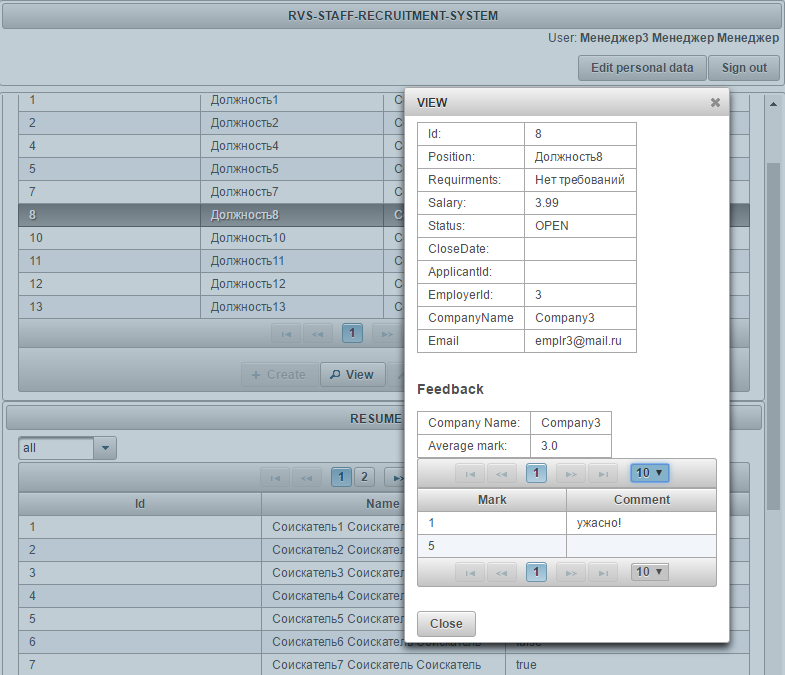 RVS-STAFF-RECRUITMENT-SYSTEM
User: Менеджер3 Менеджер Менеджер
Edit personal data Sign out
1 Должность1 С
2 Должность2 С
4 Должность4 С
5 Должность5 С
7 Должность7 С
8 Должность8 С
10 Должность10 С
11 Должность11 С
12 Должность12 С
13 Должность13 С
1
Create View
RESUME
all
1 2
Id Name
1 Соискатель1 Соискатель
2 Соискатель2 Соискатель
3 Соискатель3 Соискатель
4 Соискатель4 Соискатель
5 Соискатель5 Соискатель
6 Соискатель6 Соискатель Соискатель false
7 Соискатель7 Соискатель Соискатель true
VIEW
Id: 8
Position: Должность8
Requirments: Нет требований
Salary: 3.99
Status: OPEN
CloseDate:
ApplicantId:
EmployerId: 3
CompanyName Company3
Email emplr3@mail.ru
Feedback
Company Name: Company3
Average mark: 3.0
1 10
Mark Comment
1 ужасно!
5
1 10
Close